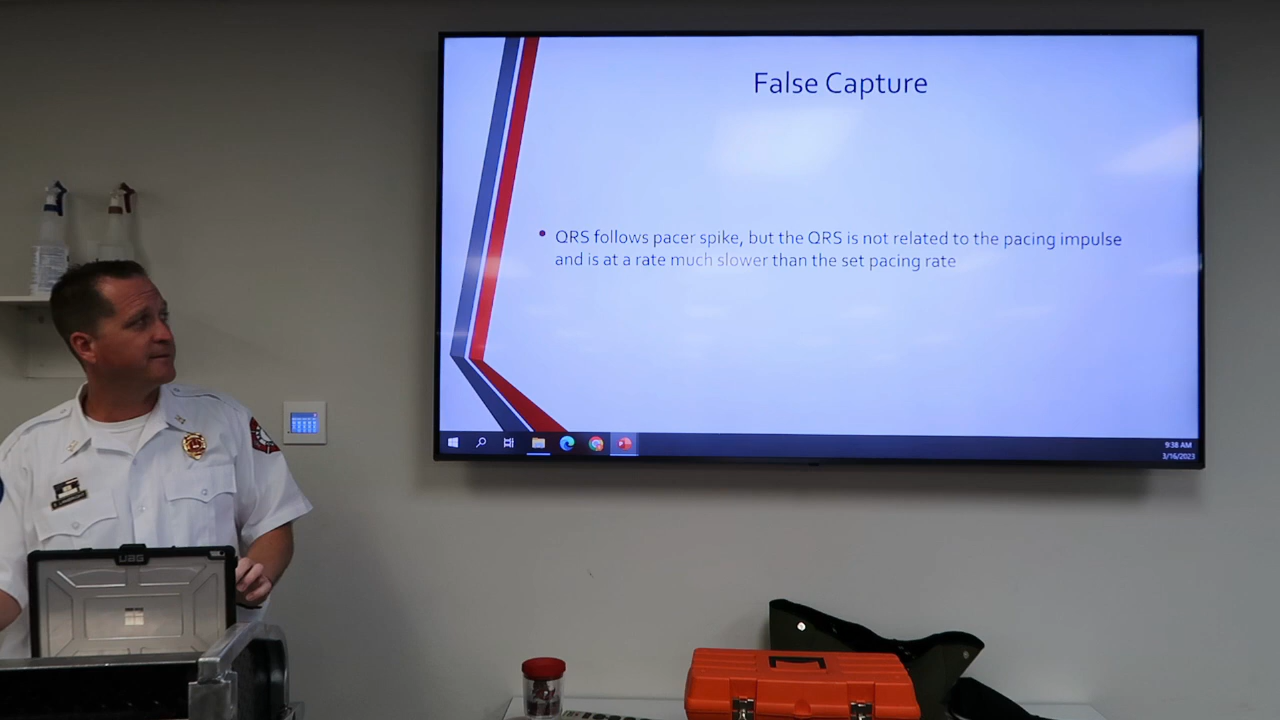 False Capture
QRS follows pacer spike, but the QRS is not related to the pacing impulse
and is at a rate much slower than the set pacing rate
9:38 AM
3/16/2023
UAG